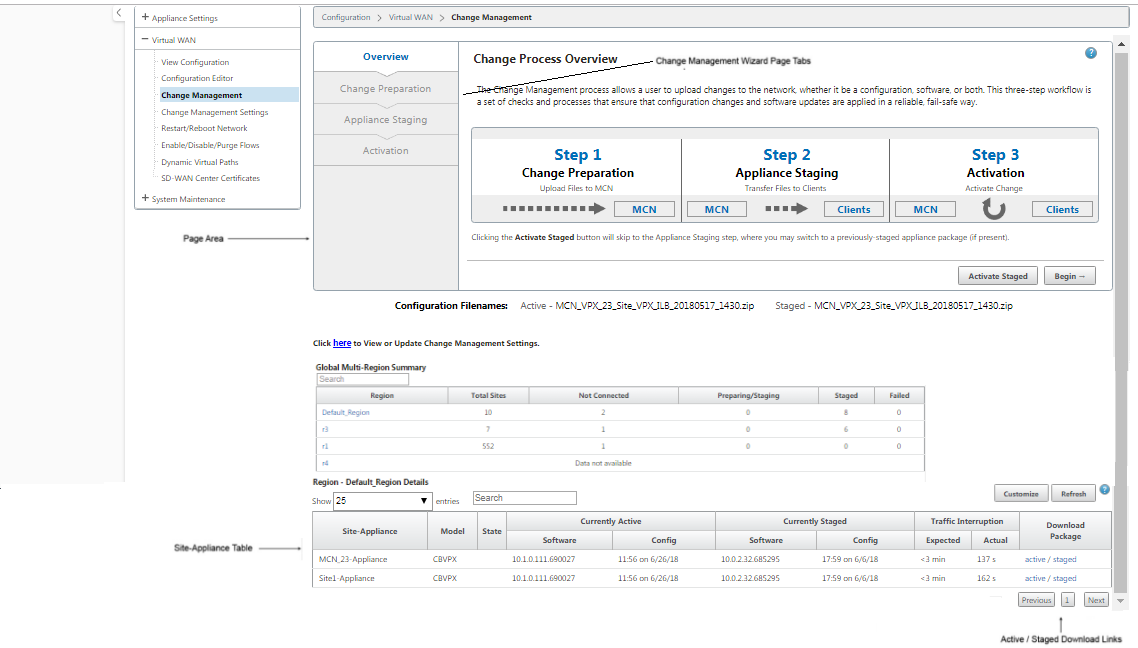 Appliance Settings
Virtual WAN
View Configuration
Configuration Editor
Change Management
Change Management Settings
Restart/Reboot Network
Enable/Disable/Purge Flows
Dynamic Virtual Paths
SD-WAN Center Certificates
System Maintenance
Page Area
Site-Appliance Table
Configuration > Virtual WAN > Change Management
Overview
Change Preparation
Appliance Staging
Activation
Change Process Overview
Change Management Wizard Page Tabs
The Change Management process allows a user to upload changes to the network, whether it be a configuration, software, or both. This three-step workflow is
a set of checks and processes that ensure that configuration changes and software updates are applied in a reliable, fail-safe way.
Step 1 Step 2 Step 3
Change Preparation Appliance Staging Activation
Upload Files to MCN Transfer Files to Clients Activate Change
MCN MCN Clients MCN Clients
Clicking the Activate Staged button will skip to the Appliance Staging step, where you may switch to a previously-staged appliance package (if present).
Activate Staged Begin →
Configuration Filenames: Active - MCN_VPX_23_Site_VPX_ILB_20180517_1430.zip Staged - MCN_VPX_23_Site_VPX_ILB_20180517_1430.zip
Click here to View or Update Change Management Settings.
Global Multi-Region Summary
Search
Region Total Sites Not Connected Preparing/Staging Staged Failed
Default_Region 10 2 0 8 0
r3 7 1 0 6 0
r1 552 1 0 0 0
r4 Data not available
Region - Default_Region Details
Show 25 entries Search Customize Refresh ?
Site-Appliance Model State Currently Active Currently Staged Traffic Interruption Download Package
Software Config Software Config Expected Actual
MCN_23-Appliance CBVPX 10.1.0.111.690027 11:56 on 6/26/18 10.0.2.32.685295 17:59 on 6/6/18 <3 min 137 s active / staged
Site1-Appliance CBVPX 10.1.0.111.690027 11:56 on 6/26/18 10.0.2.32.685295 17:59 on 6/6/18 <3 min 162 s active / staged
Previous 1 Next
Active / Staged Download Links